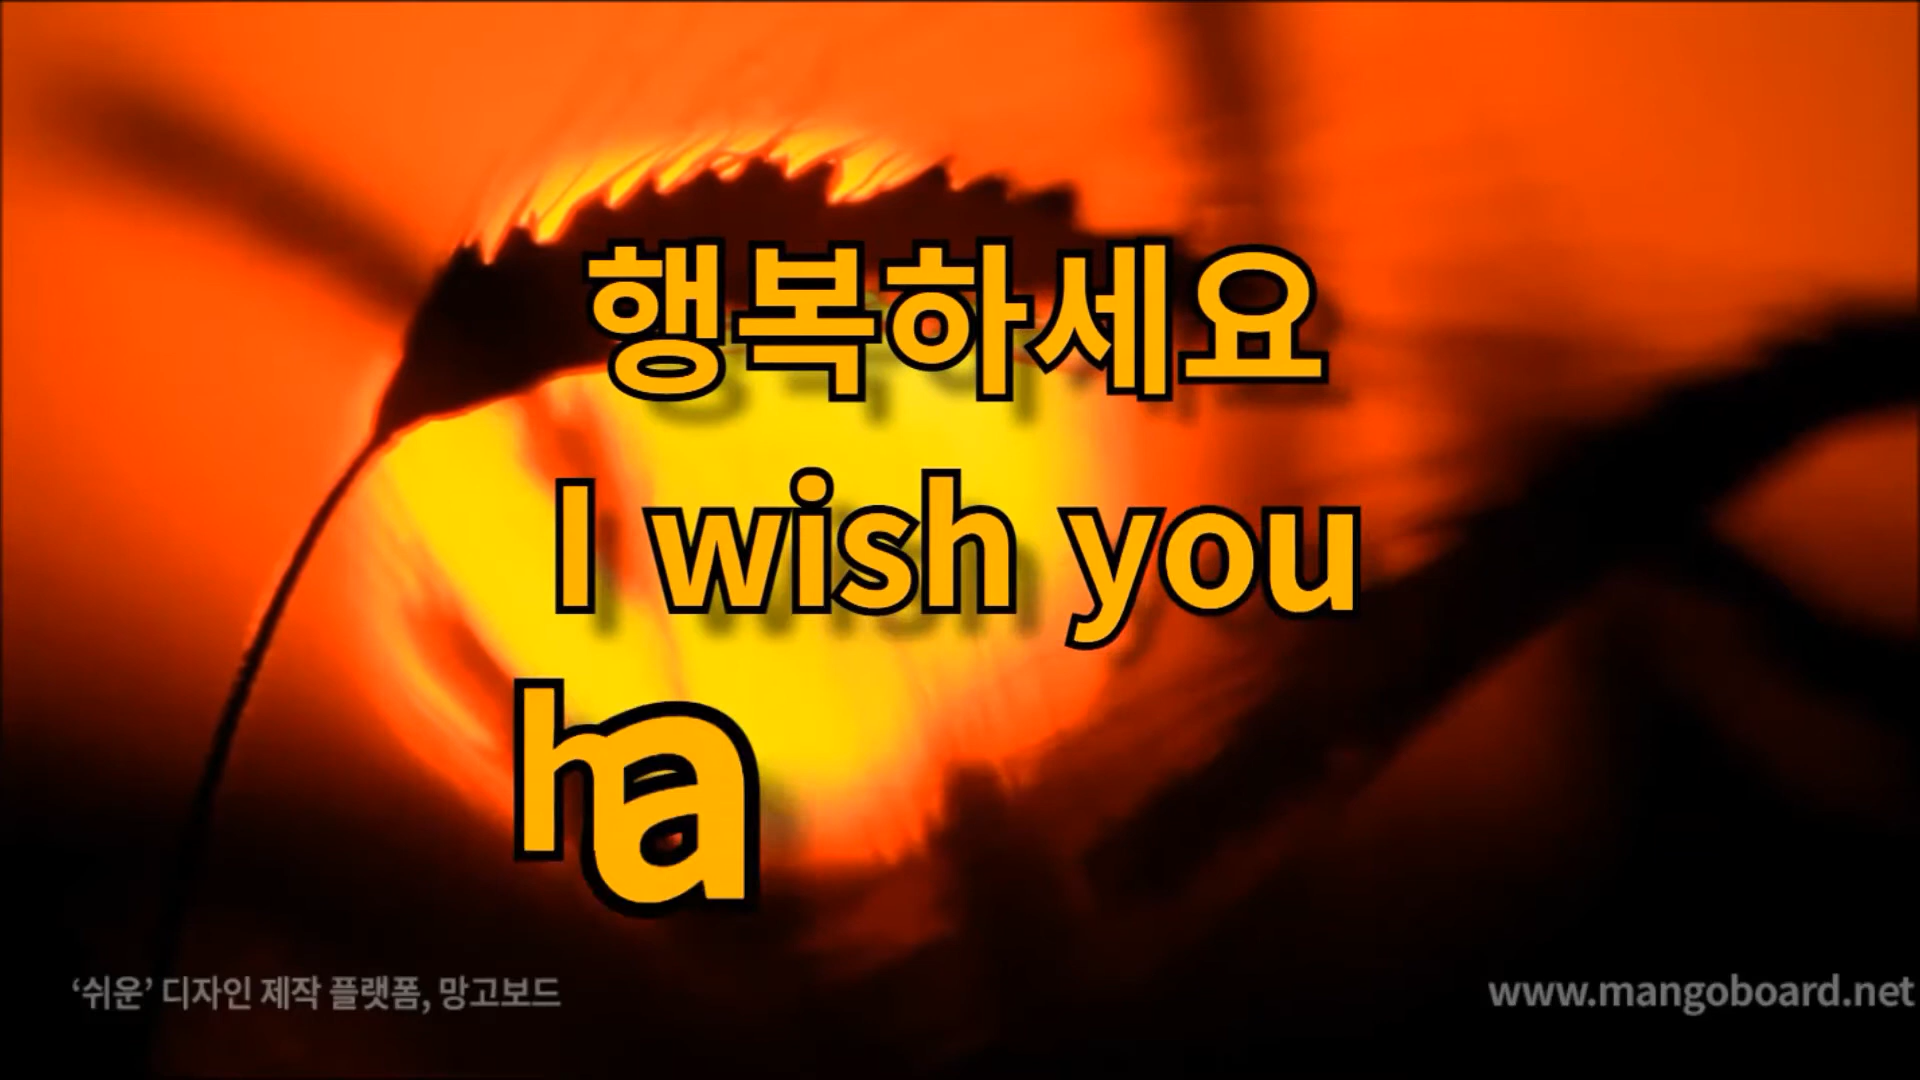 행복하세요
I wish you
ha
‘쉬운’ 디자인 제작 플랫폼, 망고보드
www.mangoboard.net